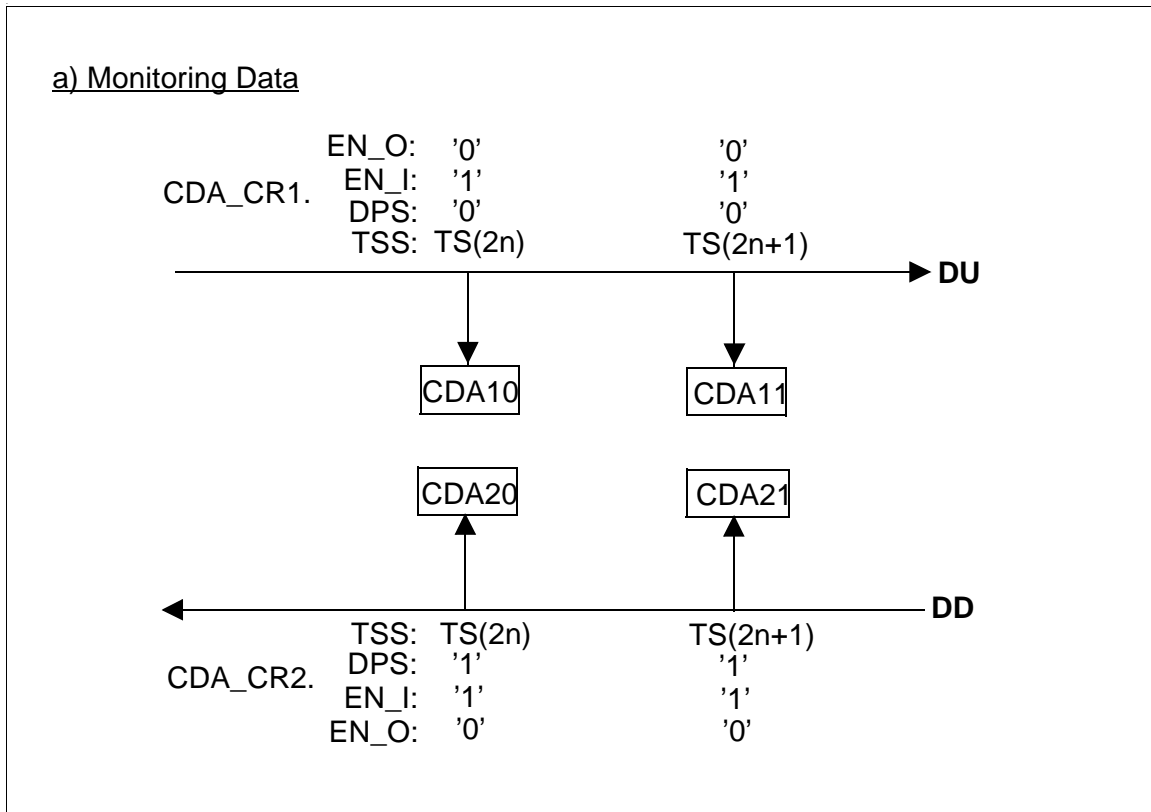 a) Monitoring Data
EN_O: ’0’ ’0’
EN_I: ’1’ ’1’
CDA_CR1.
DPS: ’0’ ’0’
TSS: TS(2n) TS(2n+1)
DU
CDA10 CDA11
CDA20 CDA21
DD
TSS: TS(2n) TS(2n+1)
DPS: ’1’ ’1’
CDA_CR2.
EN_I: ’1’ ’1’
EN_O: ’0’ ’0’